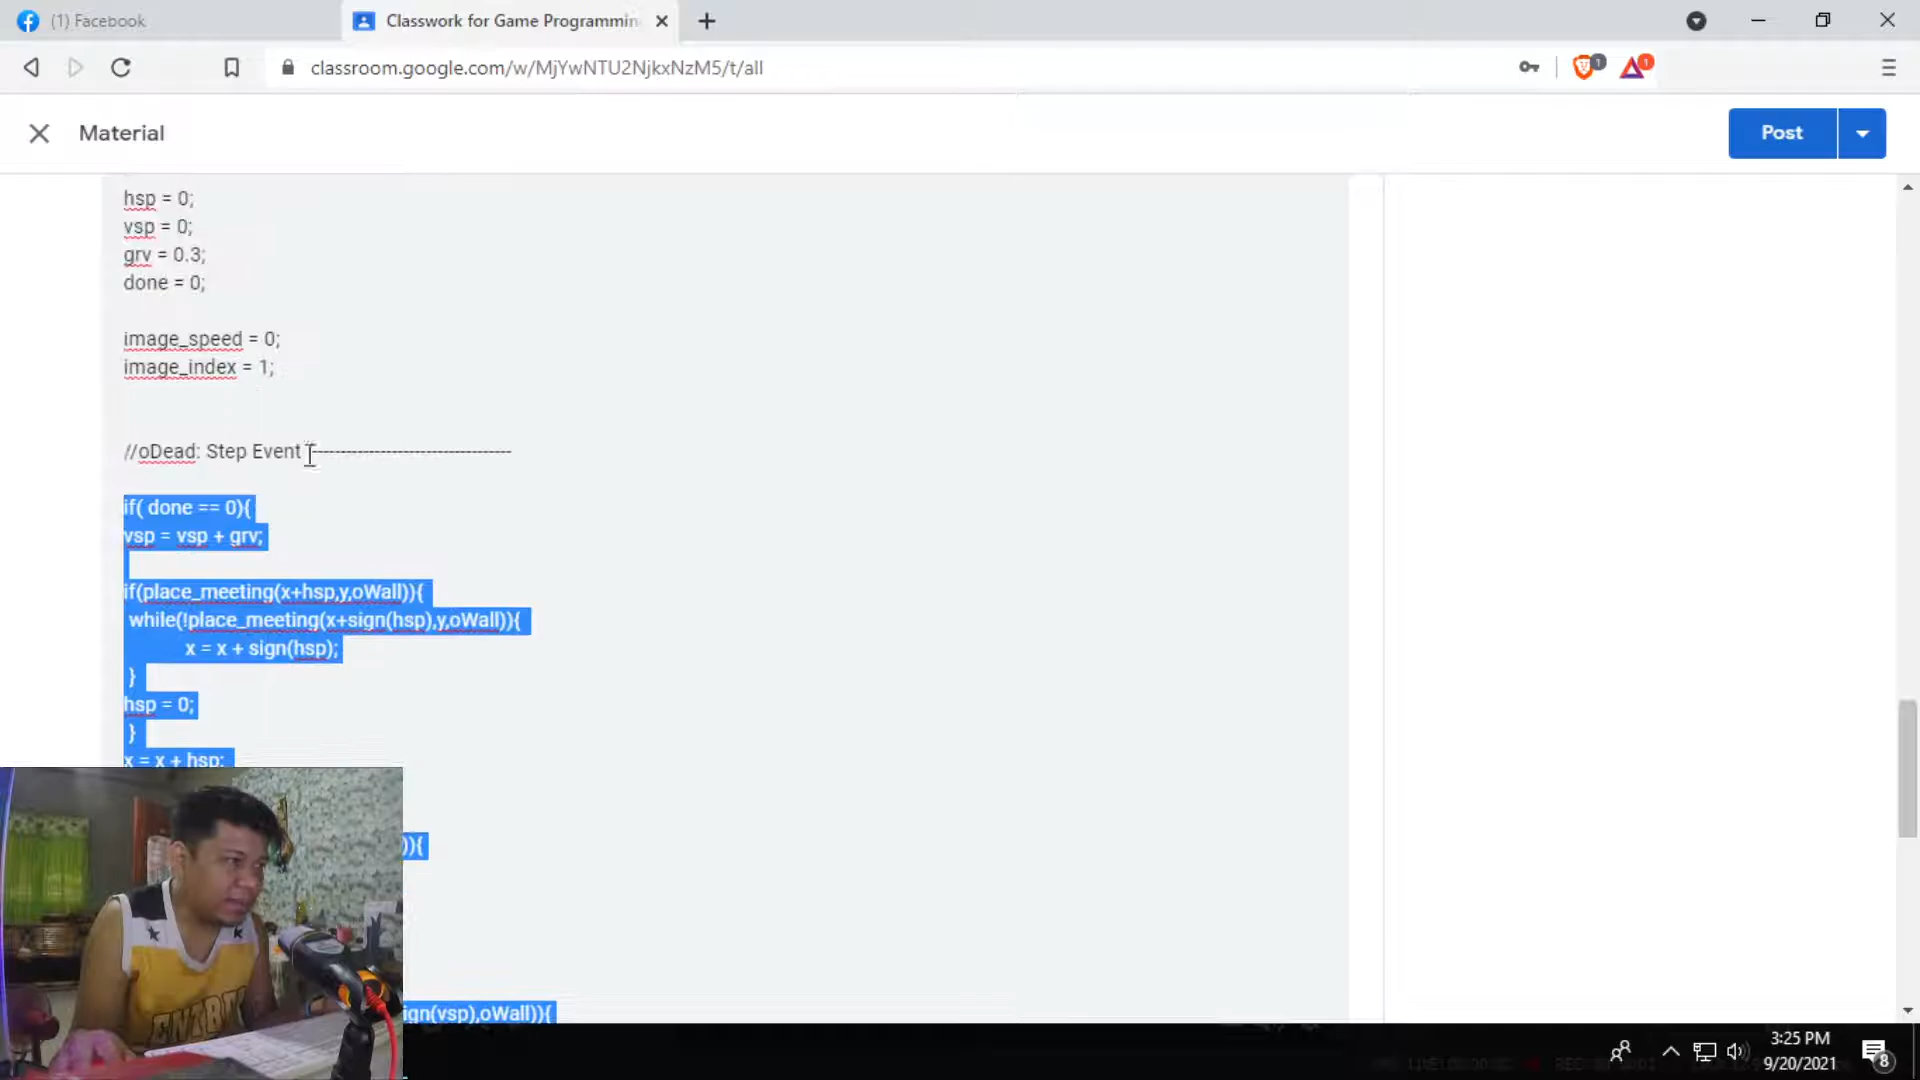 (1) Facebook
Classwork for Game Programmin
classroom.google.com/w/MjYwNTU2NjkxNzM5/t/all
1
1
Material
Post
hsp = 0;
vsp = 0;
grv = 0.3;
done = 0;
image_speed = 0;
image_index = 1;
//oDead: Step Event -----------------------------------
if( done == 0){
vsp = vsp + grv;
if(place_meeting(x+hsp,y,oWall)){
while(!place_meeting(x+sign(hsp),y,oWall)){
x = x + sign(hsp);
}
hsp = 0;
}
x = x + hsp;
)){
ign(vsp),oWall)){
3:25 PM
9/20/2021
8